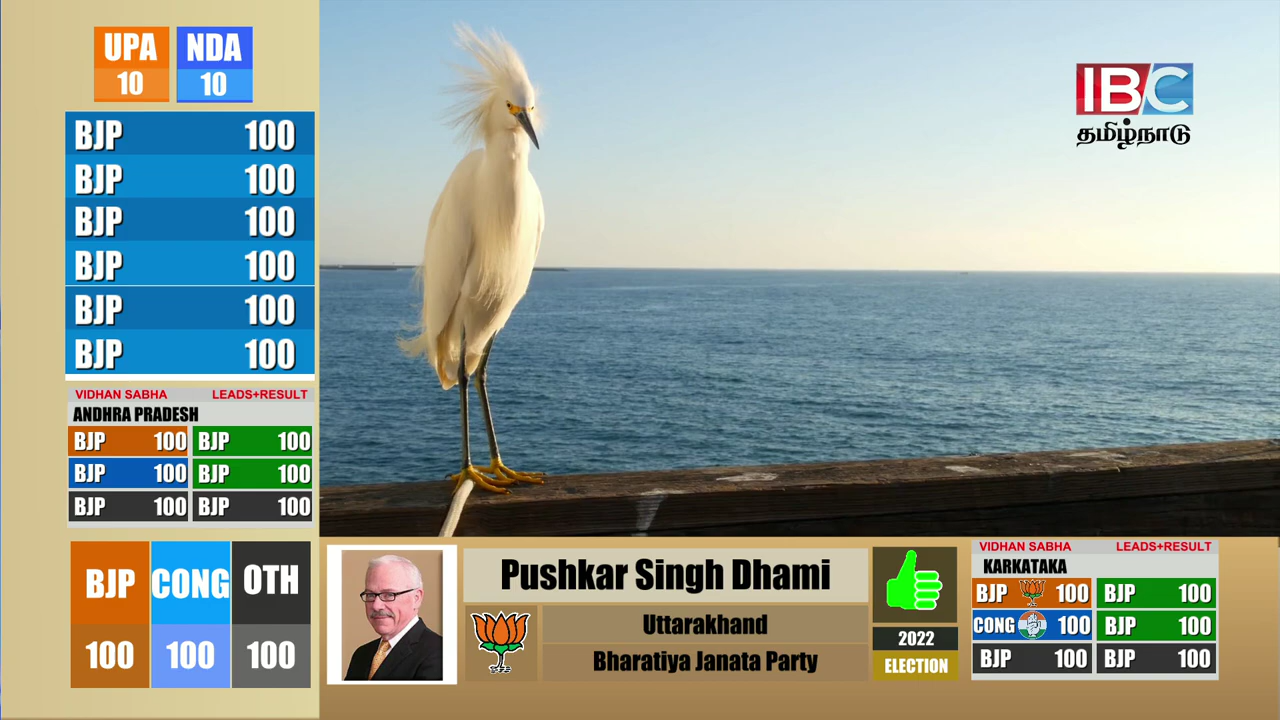 UPA NDA
10 10
BJP 100
BJP 100
BJP 100
BJP 100
BJP 100
BJP 100
VIDHAN SABHA LEADS+RESULT
ANDHRA PRADESH
BJP 100 BJP 100
BJP 100 BJP 100
BJP 100 BJP 100
BJP CONG OTH
100 100 100
IBC
தமிழ்நாடு
Pushkar Singh Dhami
Uttarakhand
Bharatiya Janata Party
2022
ELECTION
VIDHAN SABHA LEADS+RESULT
KARKATAKA
BJP 100 BJP 100
CONG 100 BJP 100
BJP 100 BJP 100